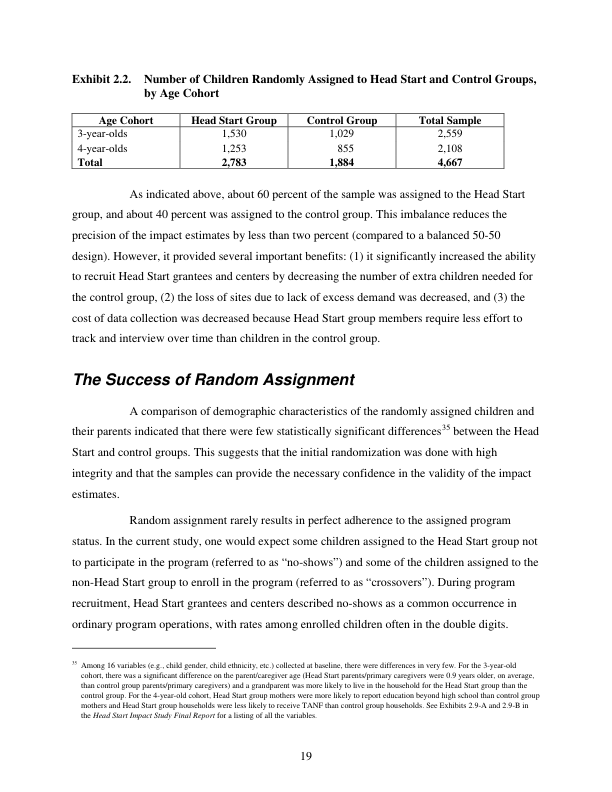 Exhibit 2.2. Number of Children Randomly Assigned to Head Start and Control Groups,
by Age Cohort
Age Cohort Head Start Group Control Group Total Sample
3-year-olds 1,530 1,029 2,559
4-year-olds 1,253 855 2,108
Total 2,783 1,884 4,667
As indicated above, about 60 percent of the sample was assigned to the Head Start
group, and about 40 percent was assigned to the control group. This imbalance reduces the
precision of the impact estimates by less than two percent (compared to a balanced 50-50
design). However, it provided several important benefits: (1) it significantly increased the ability
to recruit Head Start grantees and centers by decreasing the number of extra children needed for
the control group, (2) the loss of sites due to lack of excess demand was decreased, and (3) the
cost of data collection was decreased because Head Start group members require less effort to
track and interview over time than children in the control group.
The Success of Random Assignment
A comparison of demographic characteristics of the randomly assigned children and
their parents indicated that there were few statistically significant differences35 between the Head
Start and control groups. This suggests that the initial randomization was done with high
integrity and that the samples can provide the necessary confidence in the validity of the impact
estimates.
Random assignment rarely results in perfect adherence to the assigned program
status. In the current study, one would expect some children assigned to the Head Start group not
to participate in the program (referred to as “no-shows”) and some of the children assigned to the
non-Head Start group to enroll in the program (referred to as “crossovers”). During program
recruitment, Head Start grantees and centers described no-shows as a common occurrence in
ordinary program operations, with rates among enrolled children often in the double digits.
35 Among 16 variables (e.g., child gender, child ethnicity, etc.) collected at baseline, there were differences in very few. For the 3-year-old
cohort, there was a significant difference on the parent/caregiver age (Head Start parents/primary caregivers were 0.9 years older, on average,
than control group parents/primary caregivers) and a grandparent was more likely to live in the household for the Head Start group than the
control group. For the 4-year-old cohort, Head Start group mothers were more likely to report education beyond high school than control group
mothers and Head Start group households were less likely to receive TANF than control group households. See Exhibits 2.9-A and 2.9-B in
the Head Start Impact Study Final Report for a listing of all the variables.
19